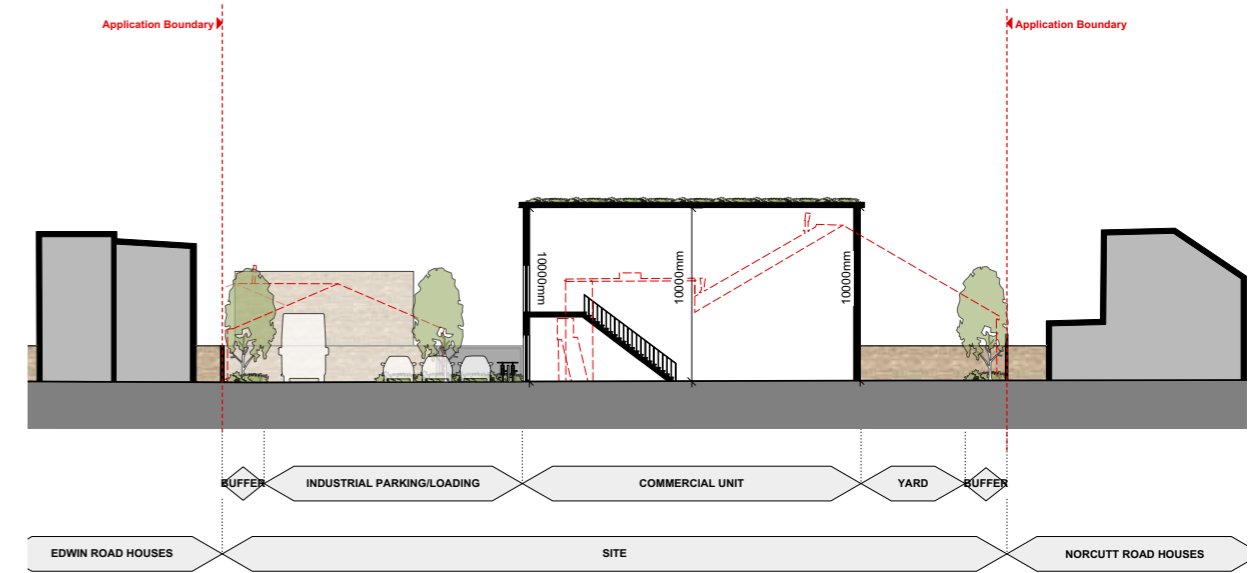 Application Boundary
Application Boundary
10000mm
10000mm
10000mm
BUFFER
INDUSTRIAL PARKING/LOADING
COMMERCIAL UNIT
YARD
BUFFER
EDWIN ROAD HOUSES
SITE
NORCUTT ROAD HOUSES